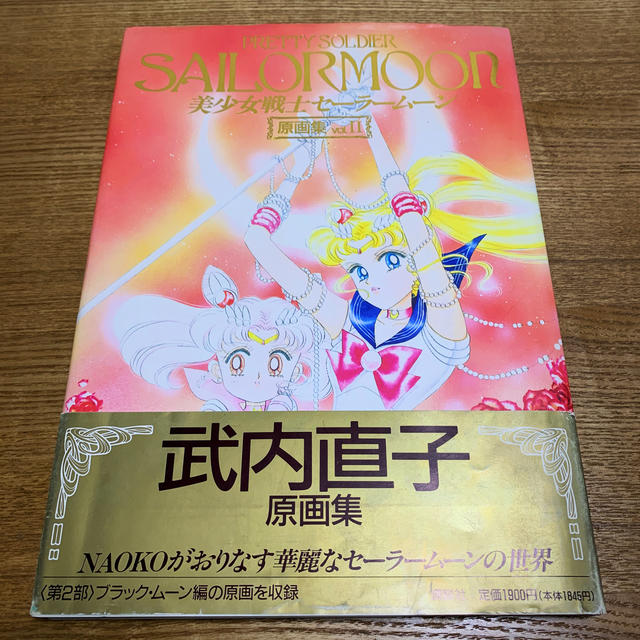 PRETTY SOLDIER
SAILORMOON
美少女戦士セーラームーン
原画集 VOL.II
武内直子
原画集
NAOKOがおりなす華麗なセーラームーンの世界
〈第2部〉ブラック・ムーン編の原画を収録
講談社 定価1900円(本体1845円)